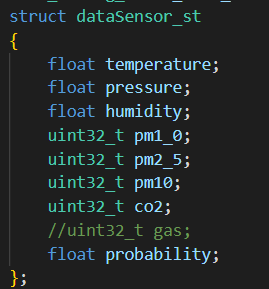 struct dataSensor_st
{
float temperature;
float pressure;
float humidity;
uint32_t pm1_0;
uint32_t pm2_5;
uint32_t pm10;
uint32_t co2;
//uint32_t gas;
float probability;
};